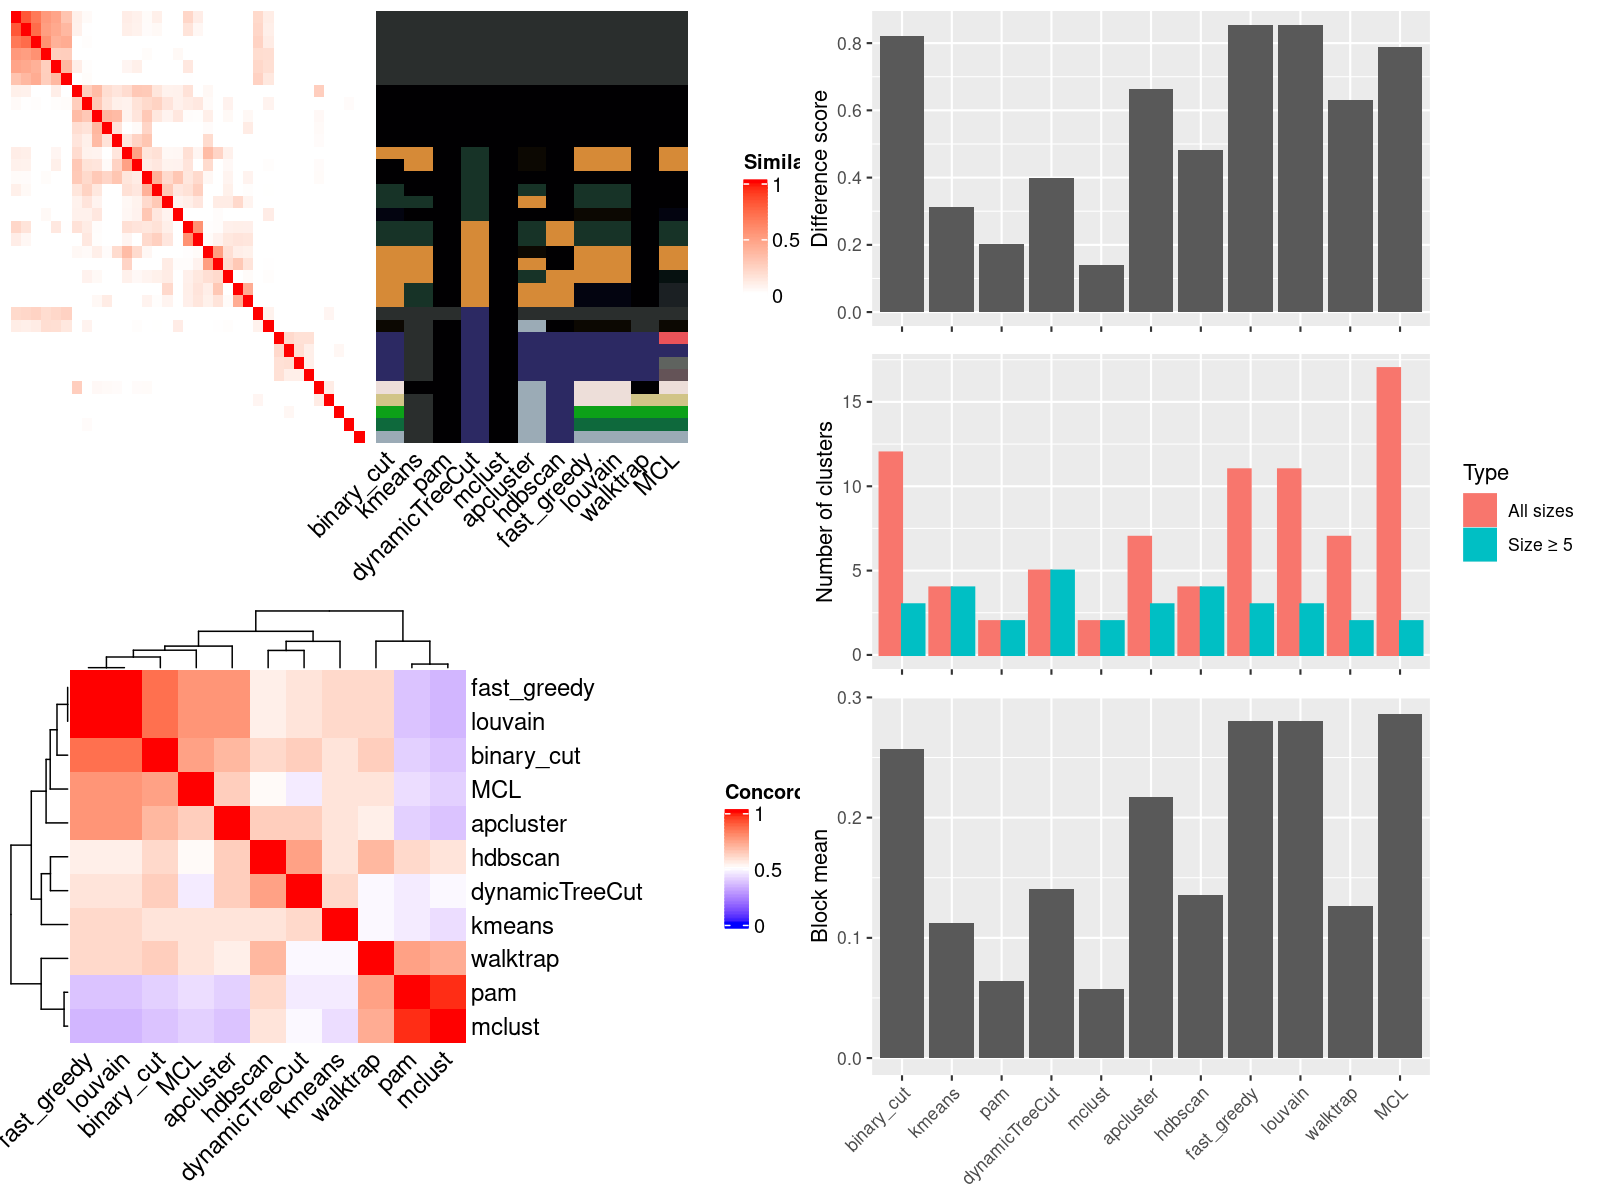 Simila
1
0.5
0
binary_cut
kmeans
pam
dynamicTreeCut
mclust
apcluster
hdbscan
fast_greedy
louvain
walktrap
MCL
fast_greedy
louvain
binary_cut
MCL
apcluster
hdbscan
dynamicTreeCut
kmeans
walktrap
pam
mclust
fast_greedy
louvain
binary_cut
MCL
apcluster
hdbscan
dynamicTreeCut
kmeans
walktrap
pam
mclust
Concord
1
0.5
0
Difference score
0.8
0.6
0.4
0.2
0.0
Number of clusters
15
10
5
0
Type
All sizes
Size ≥ 5
Block mean
0.3
0.2
0.1
0.0
binary_cut
kmeans
pam
dynamicTreeCut
mclust
apcluster
hdbscan
fast_greedy
louvain
walktrap
MCL